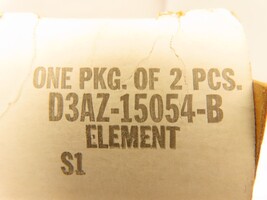 ONE PKG. OF 2 PCS.
D3AZ-15054-B
ELEMENT
S1